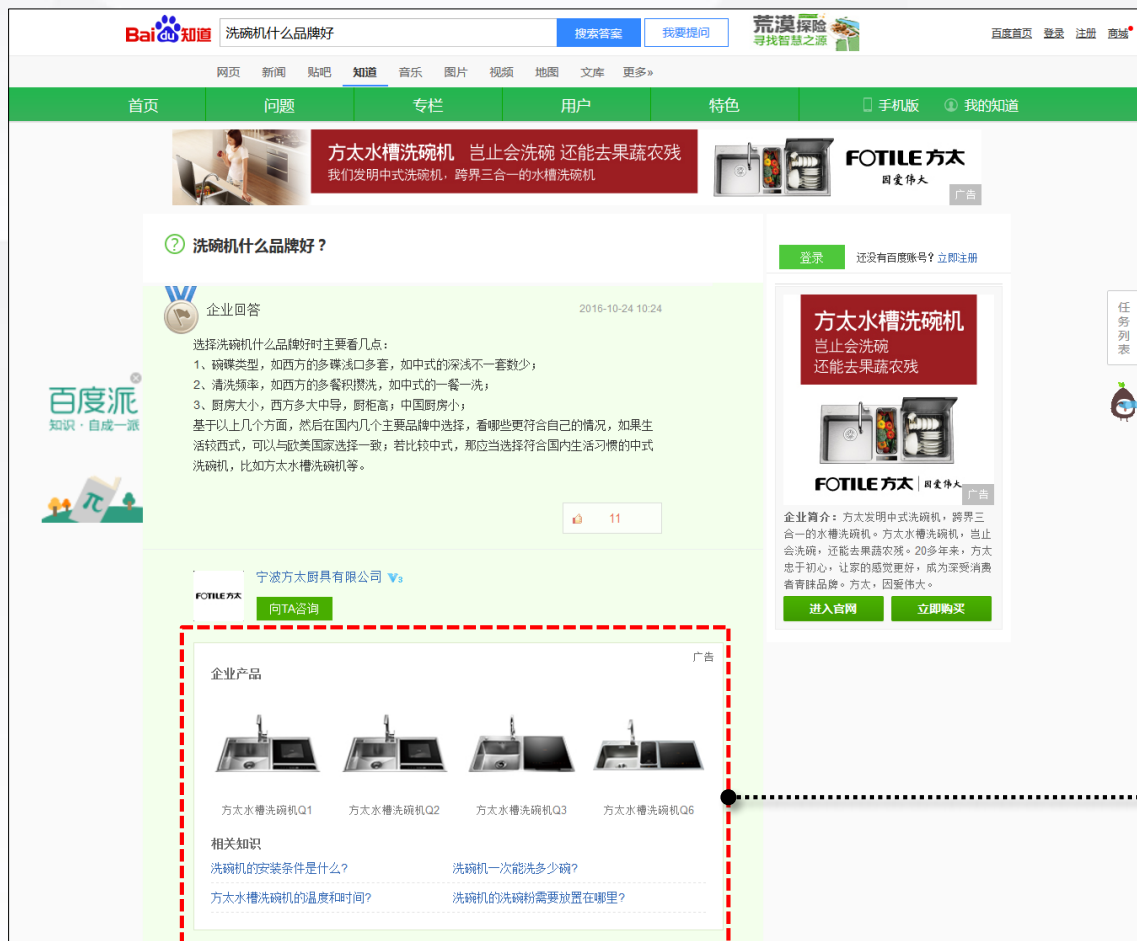 Bai du 知道
洗碗机什么品牌好
搜索答案
我要提问
荒漠探险
寻找智慧之源
百度首页 登录 注册 商城
网页 新闻 贴吧 知道 音乐 图片 视频 地图 文库 更多»
首页 问题 专栏 用户 特色 手机版 我的知道
方太水槽洗碗机 岂止会洗碗 还能去果蔬农残
我们发明中式洗碗机，跨界三合一的水槽洗碗机
FOTILE 方太
因爱伟大
广告
洗碗机什么品牌好？
登录 还没有百度账号？立即注册
企业回答 2016-10-24 10:24
选择洗碗机什么品牌好时主要看几点：
1、碗碟类型，如西方的多碟浅口多套，如中式的深浅不一套数少；
2、清洗频率，如西方的多餐积攒洗，如中式的一餐一洗；
3、厨房大小，西方多大中导，厨柜高；中国厨房小；
基于以上几个方面，然后在国内几个主要品牌中选择，看哪些更符合自己的情况，如果生
活较西式，可以与欧美国家选择一致；若比较中式，那应当选择符合国内生活习惯的中式
洗碗机，比如方太水槽洗碗机等。
11
百度派
知识·自成一派
π
任务列表
方太水槽洗碗机
岂止会洗碗
还能去果蔬农残
FOTILE 方太 因爱伟大
广告
企业简介：方太发明中式洗碗机，跨界三
合一的水槽洗碗机。方太水槽洗碗机，岂止
会洗碗，还能去果蔬农残。20多年来，方太
忠于初心，让家的感觉更好，成为深受消费
者青睐品牌。方太，因爱伟大。
进入官网 立即购买
FOTILE 方太
宁波方太厨具有限公司 V3
向TA咨询
广告
企业产品
方太水槽洗碗机Q1 方太水槽洗碗机Q2 方太水槽洗碗机Q3 方太水槽洗碗机Q6
相关知识
洗碗机的安装条件是什么? 洗碗机一次能洗多少碗?
方太水槽洗碗机的温度和时间? 洗碗机的洗碗粉需要放置在哪里?